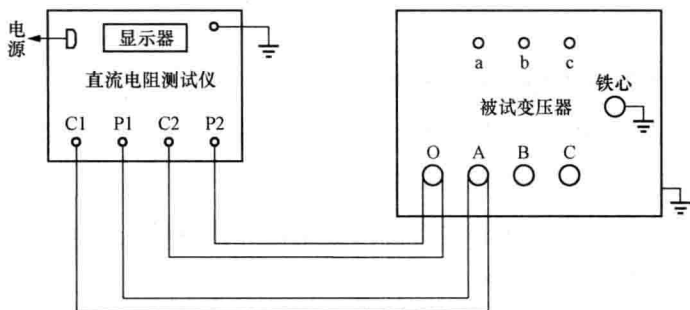 电源
显示器
直流电阻测试仪
C1 P1 C2 P2
a b c
铁心
被试变压器
O A B C